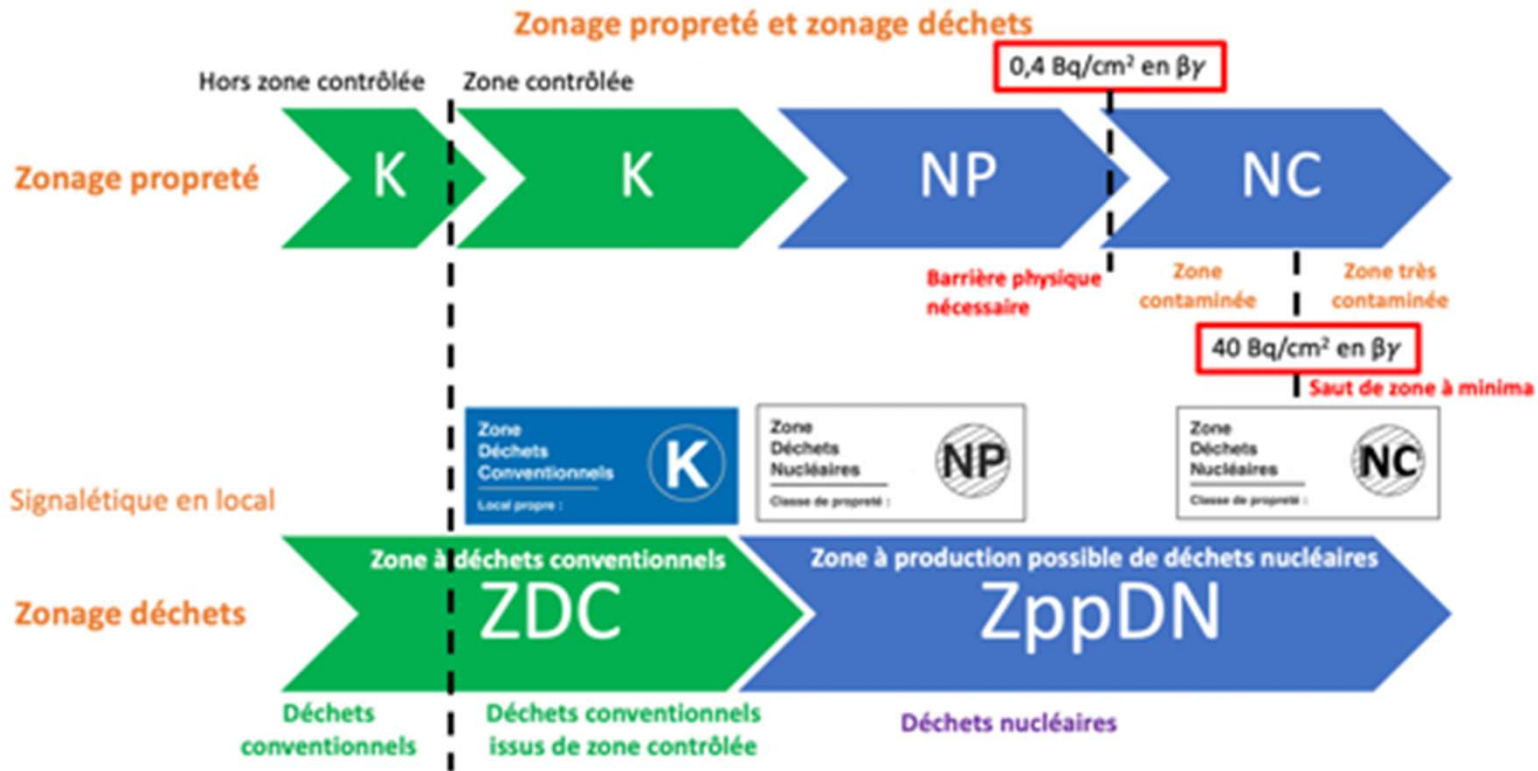 Zonage propreté et zonage déchets
0,4 Bq/cm² en βγ
Hors zone contrôlée
Zone contrôlée
Zonage propreté
K
K
NP
NC
Barrière physique
nécessaire
Zone
contaminée
Zone très
contaminée
40 Bq/cm² en βγ
Saut de zone à minima
Signalétique en local
Zone
Déchets
Conventionnels
K
Local propre :
Zone
Déchets
Nucléaires
NP
Classe de propreté :
Zone
Déchets
Nucléaires
NC
Classe de propreté :
Zonage déchets
Zone à déchets conventionnels
ZDC
Zone à production possible de déchets nucléaires
ZppDN
Déchets
conventionnels
Déchets conventionnels
issus de zone contrôlée
Déchets nucléaires